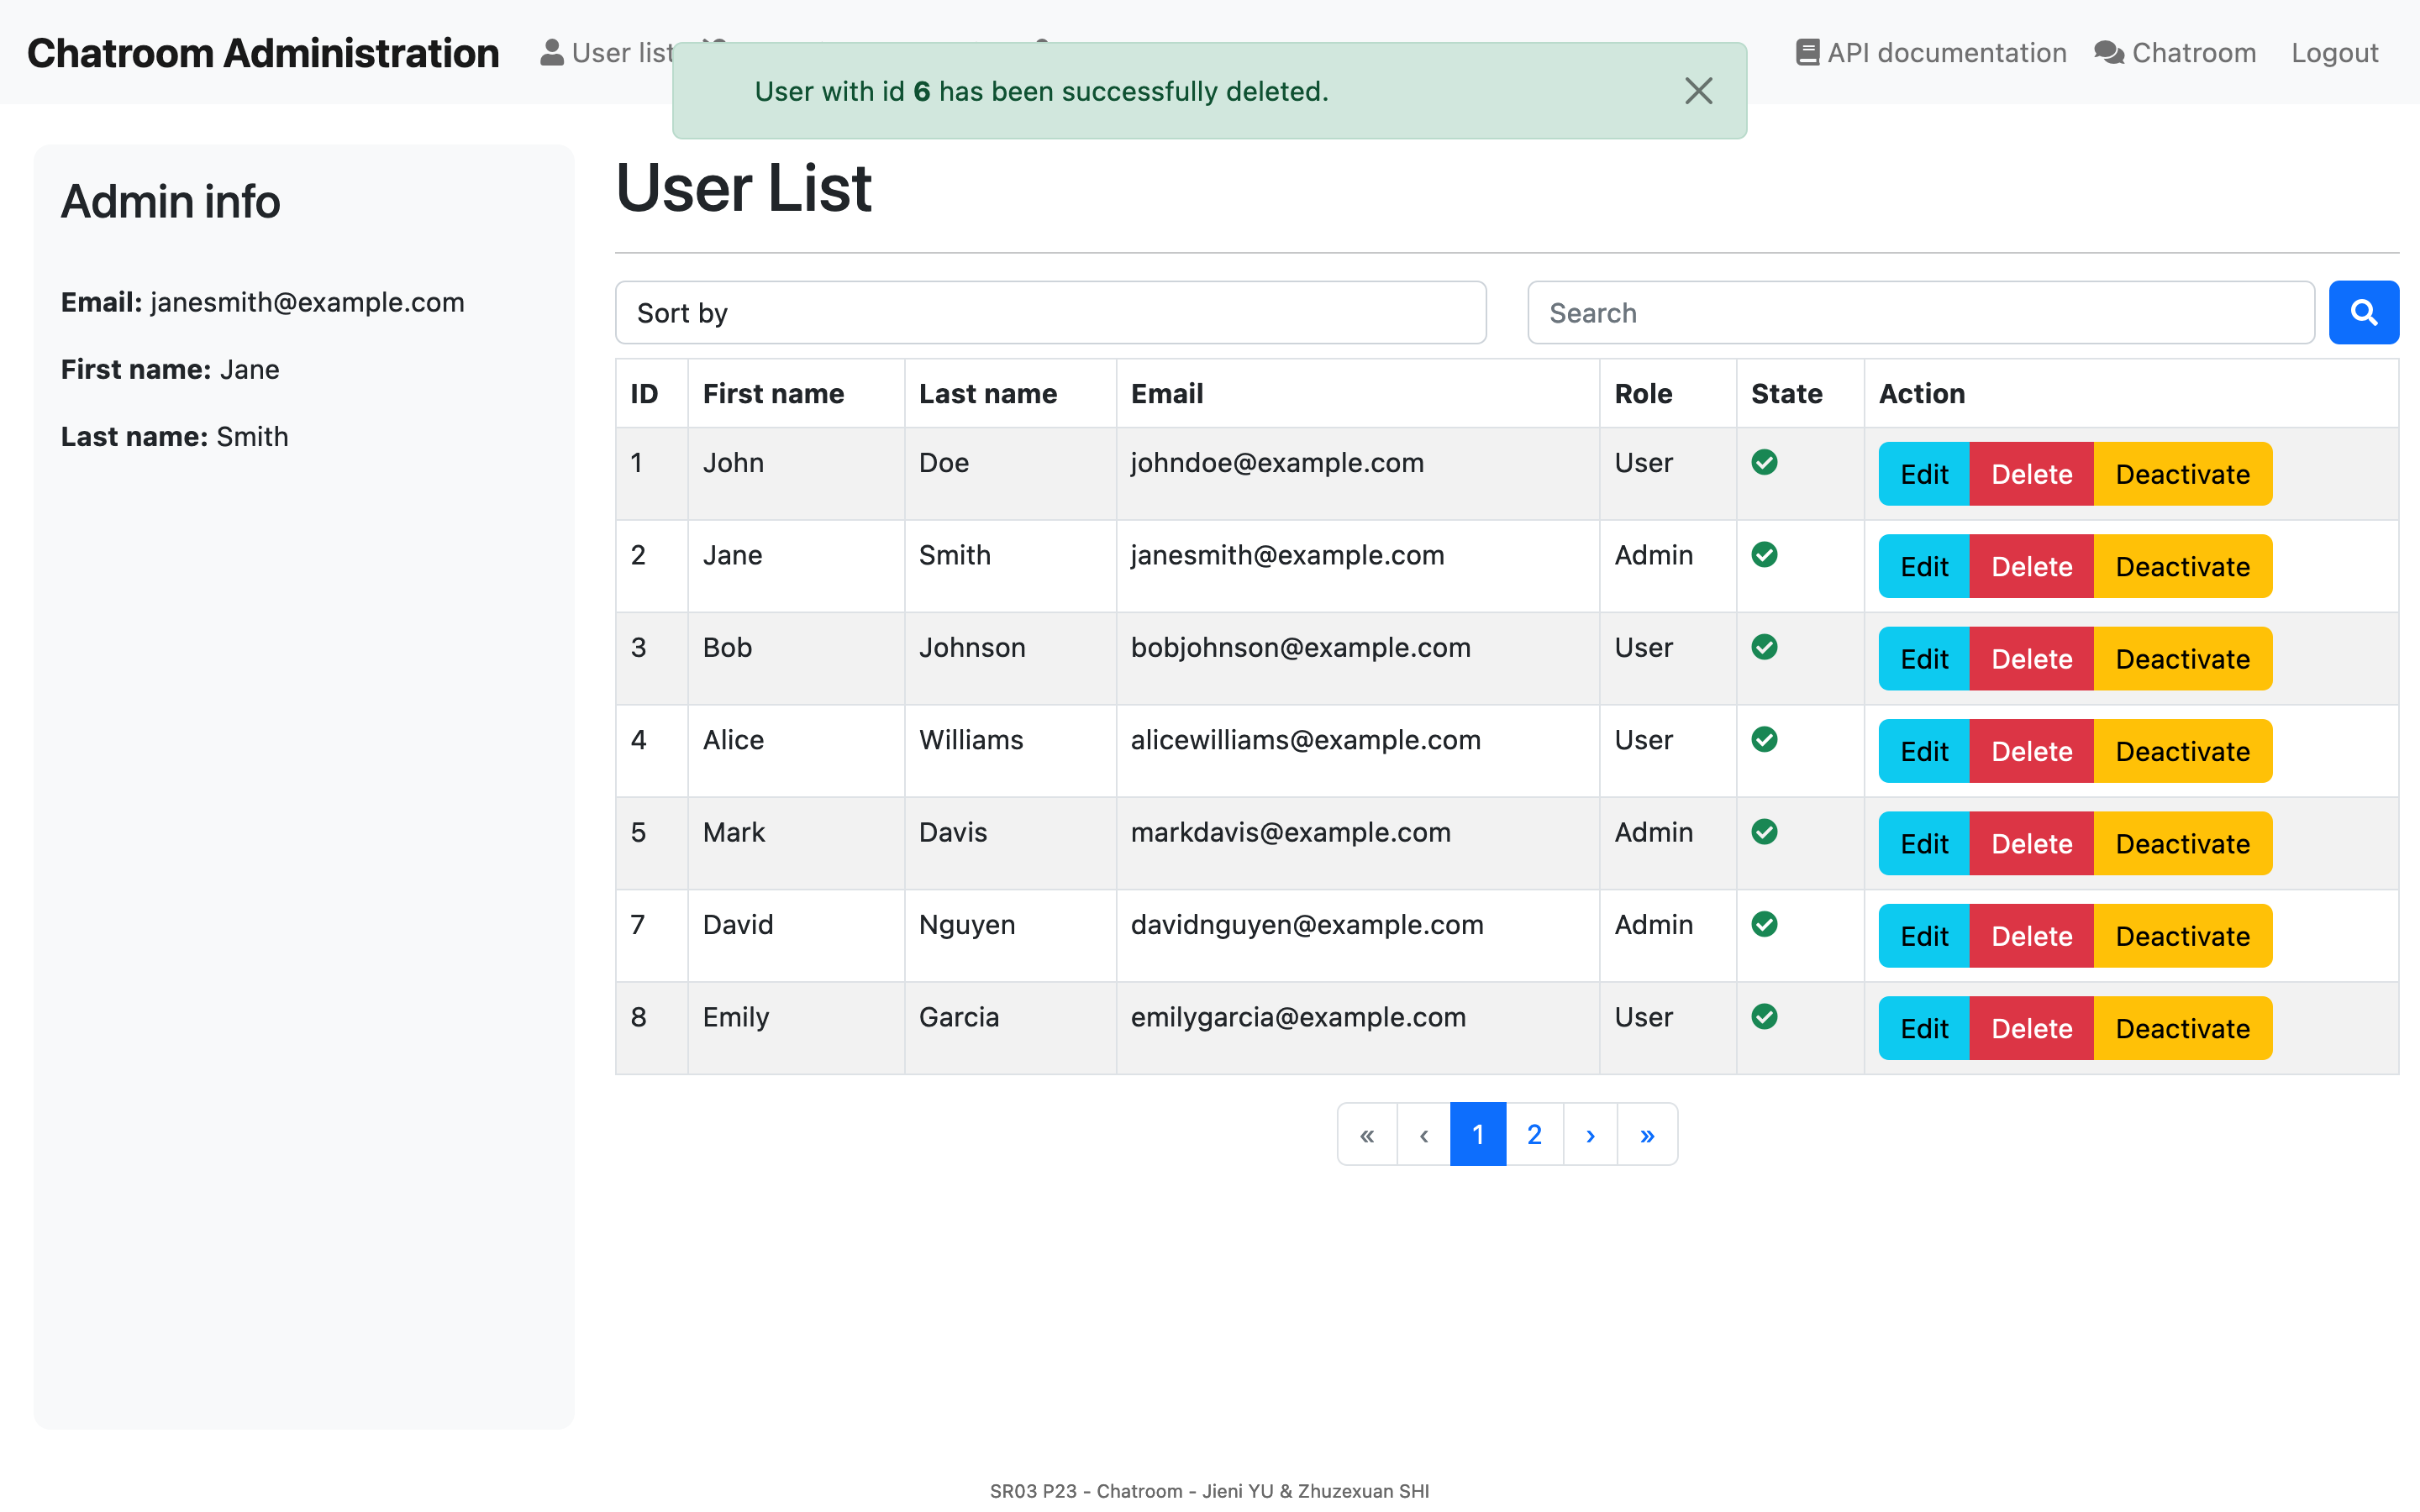 Chatroom Administration User list API documentation Chatroom Logout
User with id 6 has been successfully deleted.
Admin info
Email: janesmith@example.com
First name: Jane
Last name: Smith
User List
Sort by Search
ID First name Last name Email Role State Action
1 John Doe johndoe@example.com User Edit Delete Deactivate
2 Jane Smith janesmith@example.com Admin Edit Delete Deactivate
3 Bob Johnson bobjohnson@example.com User Edit Delete Deactivate
4 Alice Williams alicewilliams@example.com User Edit Delete Deactivate
5 Mark Davis markdavis@example.com Admin Edit Delete Deactivate
7 David Nguyen davidnguyen@example.com Admin Edit Delete Deactivate
8 Emily Garcia emilygarcia@example.com User Edit Delete Deactivate
« ‹ 1 2 › »
SR03 P23 - Chatroom - Jieni YU & Zhuzexuan SHI